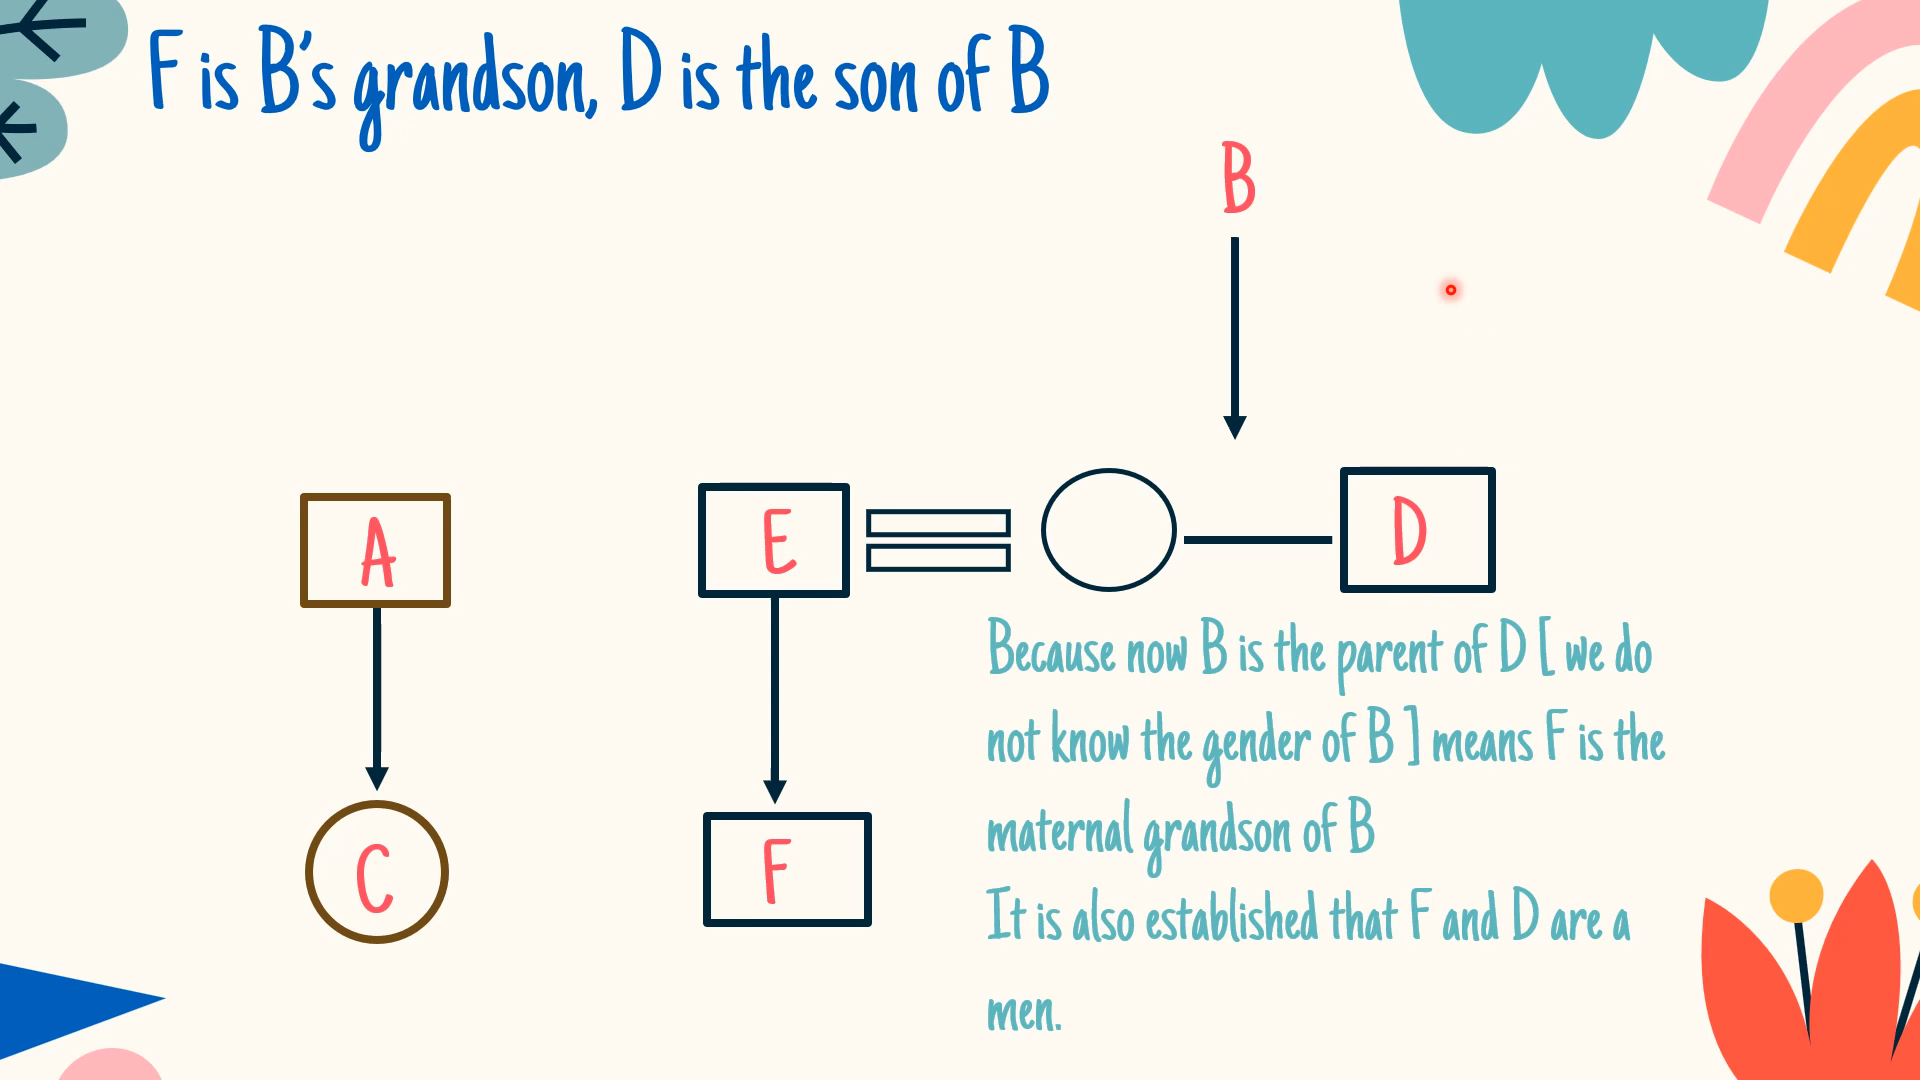 F is B's grandson, D is the son of B
B
A
E
D
C
F
Because now B is the parent of D [ we do
not know the gender of B ] means F is the
maternal grandson of B
It is also established that F and D are a
men.